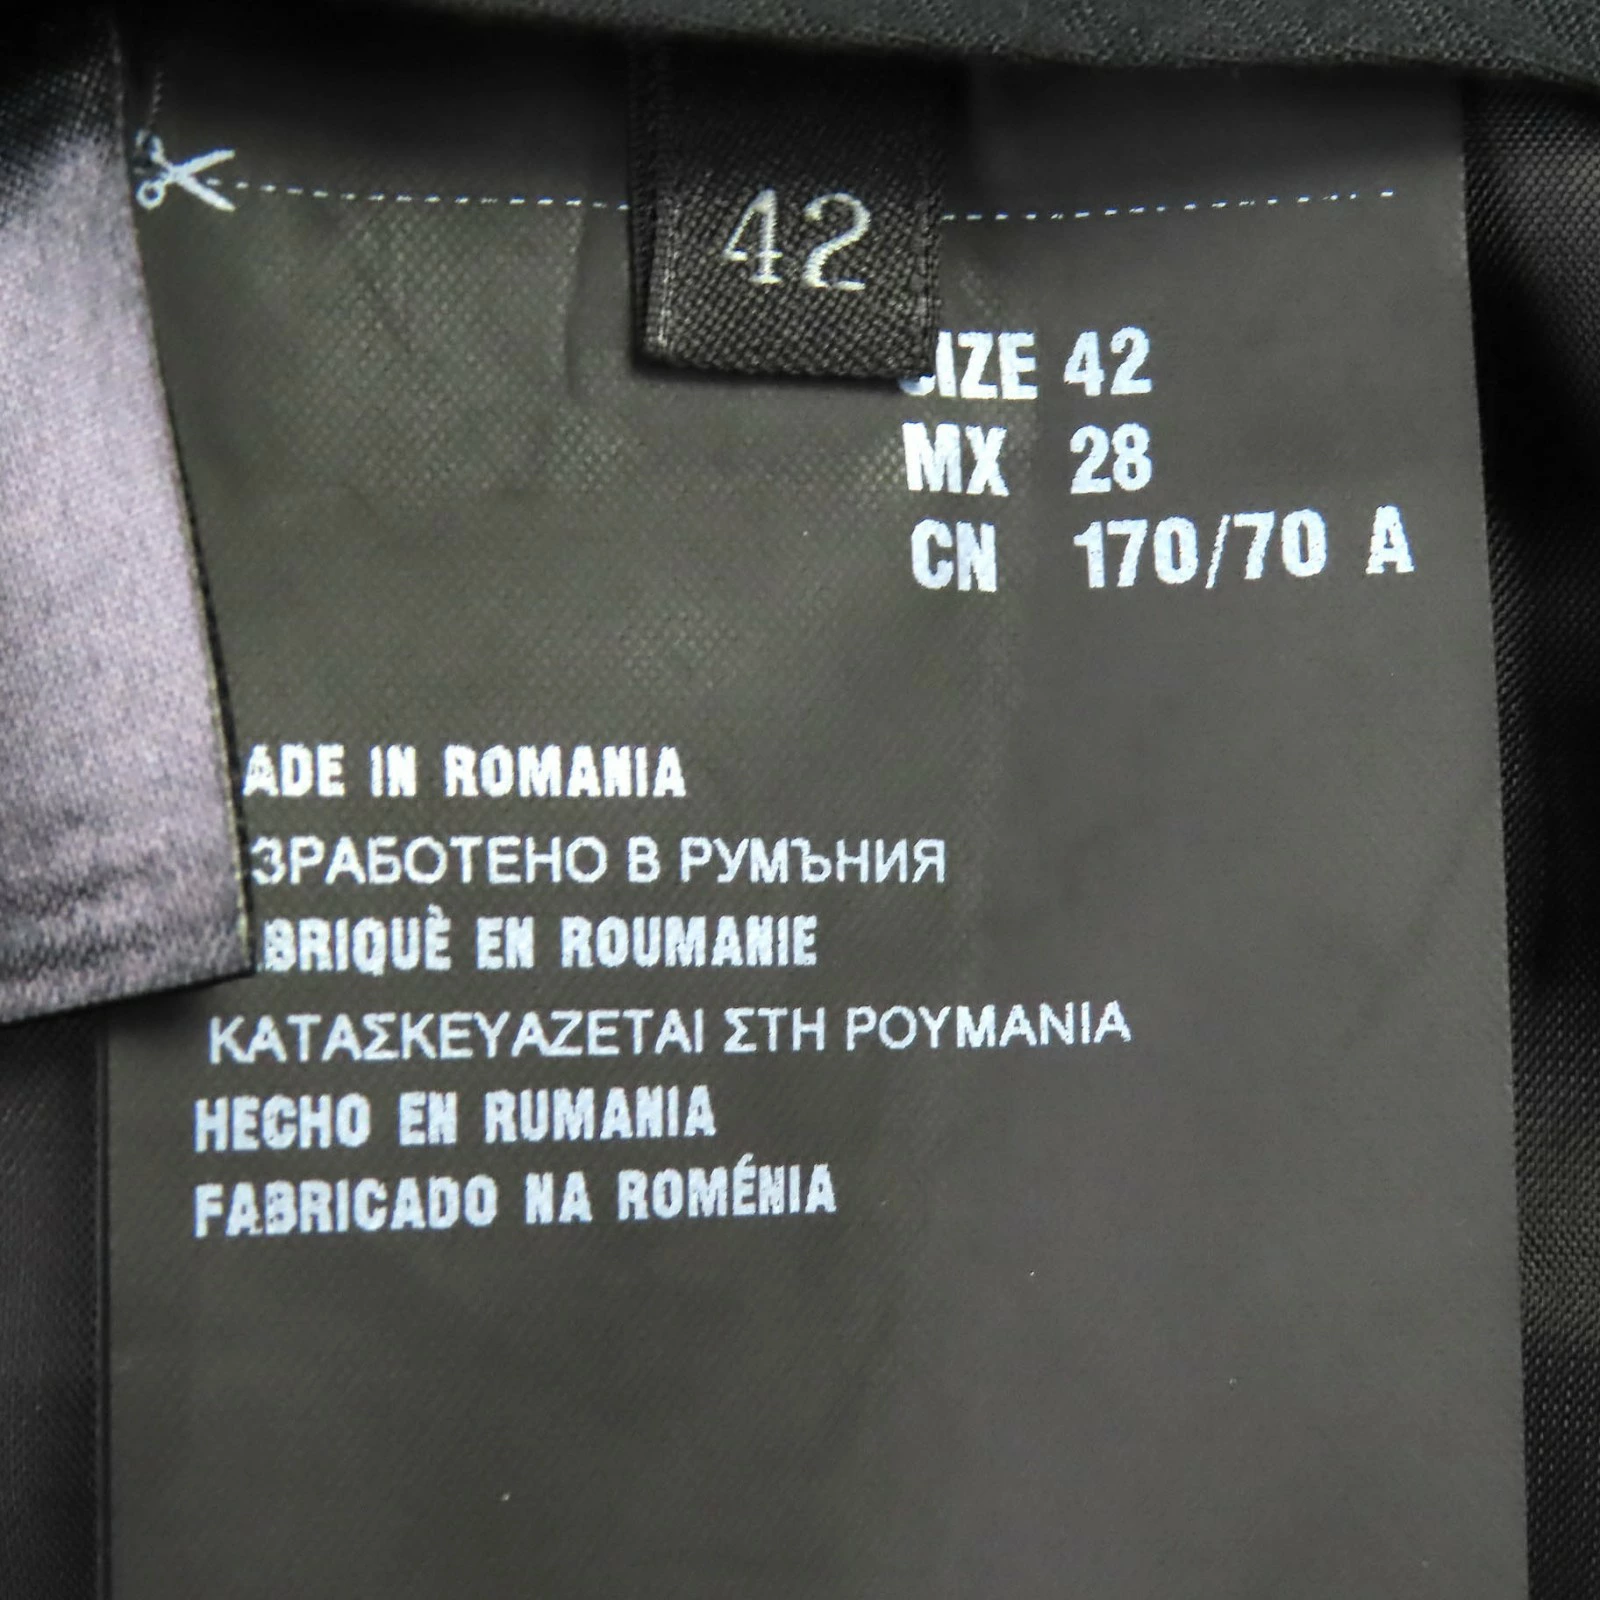 42
SIZE 42
MX 28
CN 170/70 A
ADE IN ROMANIA
ЗРАБОТЕНО В РУМЪНИЯ
BRIQUÈ EN ROUMANIE
ΚΑΤΑΣΚΕΥΑΖΕΤΑΙ ΣΤΗ ΡΟΥΜΑΝΙΑ
HECHO EN RUMANIA
FABRICADO NA ROMÉNIA